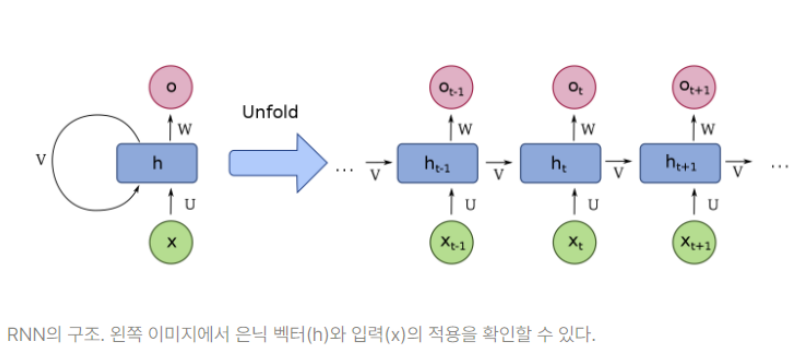 o
W
V
h
U
x
Unfold
o_{t-1} o_t o_{t+1}
W W W
... V h_{t-1} V h_t V h_{t+1} V ...
U U U
x_{t-1} x_t x_{t+1}
RNN의 구조. 왼쪽 이미지에서 은닉 벡터(h)와 입력(x)의 적용을 확인할 수 있다.